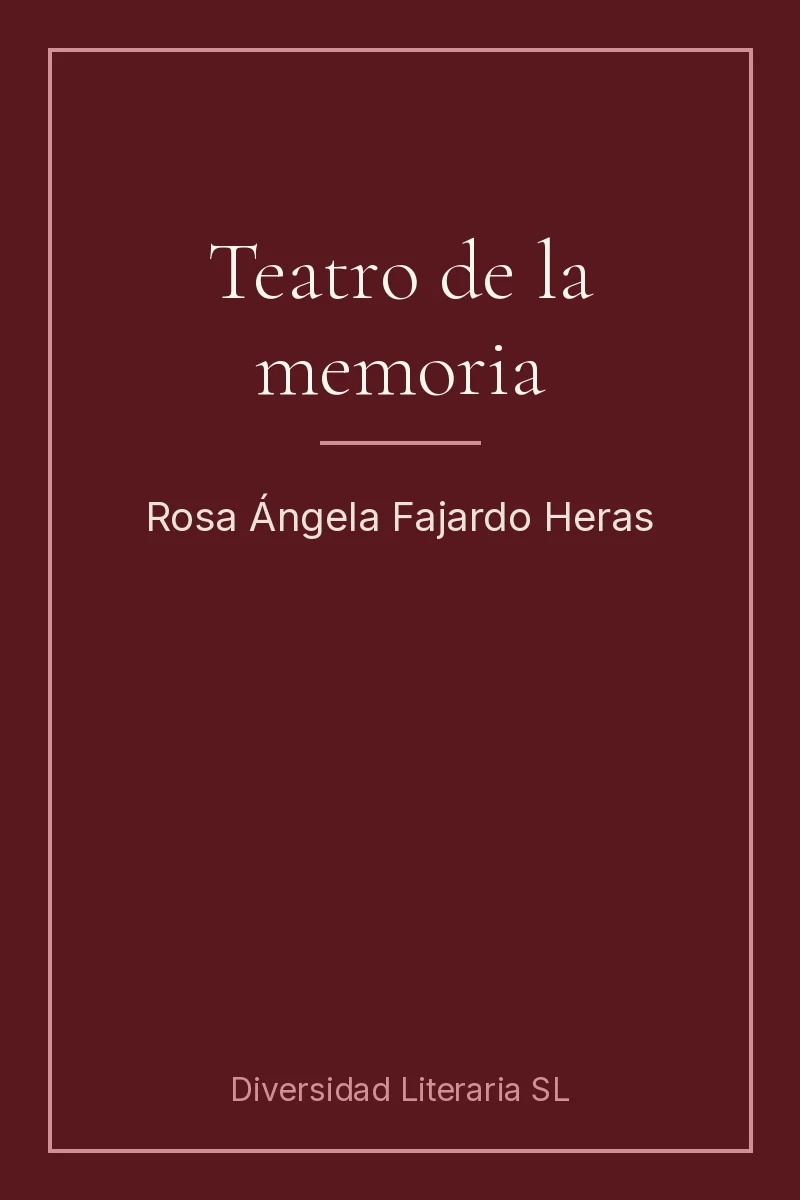 Teatro de la
memoria
Rosa Ángela Fajardo Heras
Diversidad Literaria SL